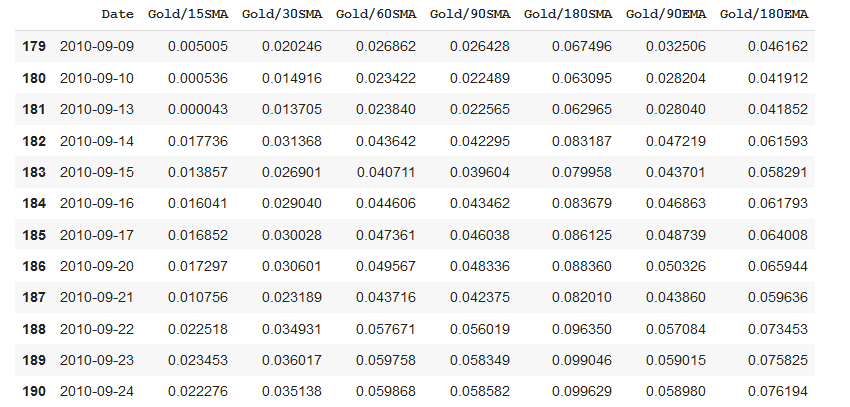 Date Gold/15SMA Gold/30SMA Gold/60SMA Gold/90SMA Gold/180SMA Gold/90EMA Gold/180EMA
179 2010-09-09 0.005005 0.020246 0.026862 0.026428 0.067496 0.032506 0.046162
180 2010-09-10 0.000536 0.014916 0.023422 0.022489 0.063095 0.028204 0.041912
181 2010-09-13 0.000043 0.013705 0.023840 0.022565 0.062965 0.028040 0.041852
182 2010-09-14 0.017736 0.031368 0.043642 0.042295 0.083187 0.047219 0.061593
183 2010-09-15 0.013857 0.026901 0.040711 0.039604 0.079958 0.043701 0.058291
184 2010-09-16 0.016041 0.029040 0.044606 0.043462 0.083679 0.046863 0.061793
185 2010-09-17 0.016852 0.030028 0.047361 0.046038 0.086125 0.048739 0.064008
186 2010-09-20 0.017297 0.030601 0.049567 0.048336 0.088360 0.050326 0.065944
187 2010-09-21 0.010756 0.023189 0.043716 0.042375 0.082010 0.043860 0.059636
188 2010-09-22 0.022518 0.034931 0.057671 0.056019 0.096350 0.057084 0.073453
189 2010-09-23 0.023453 0.036017 0.059758 0.058349 0.099046 0.059015 0.075825
190 2010-09-24 0.022276 0.035138 0.059868 0.058582 0.099629 0.058980 0.076194